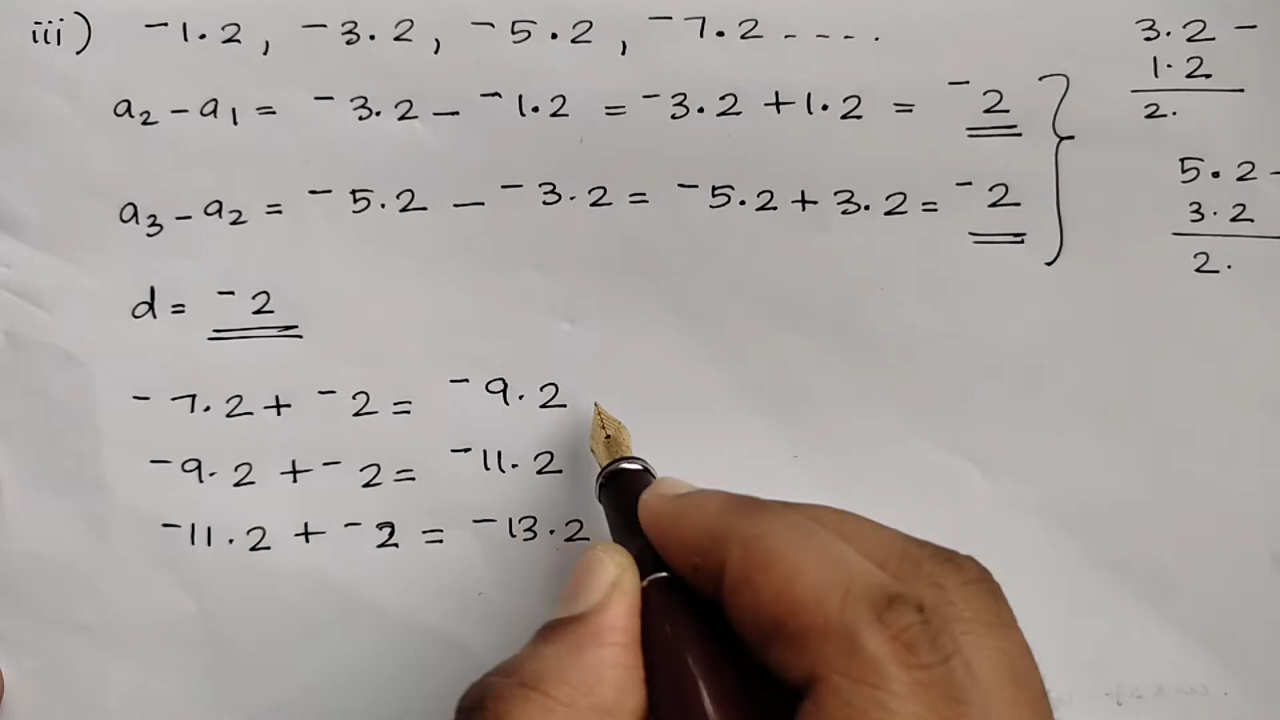 iii) -1.2, -3.2, -5.2, -7.2 ----.
a₂ - a₁ = -3.2 - -1.2 = -3.2 + 1.2 = -2
a₃ - a₂ = -5.2 - -3.2 = -5.2 + 3.2 = -2
d = -2
-7.2 + -2 = -9.2
-9.2 + -2 = -11.2
-11.2 + -2 = -13.2
3.2 -
1.2
2.
5.2 -
3.2
2.